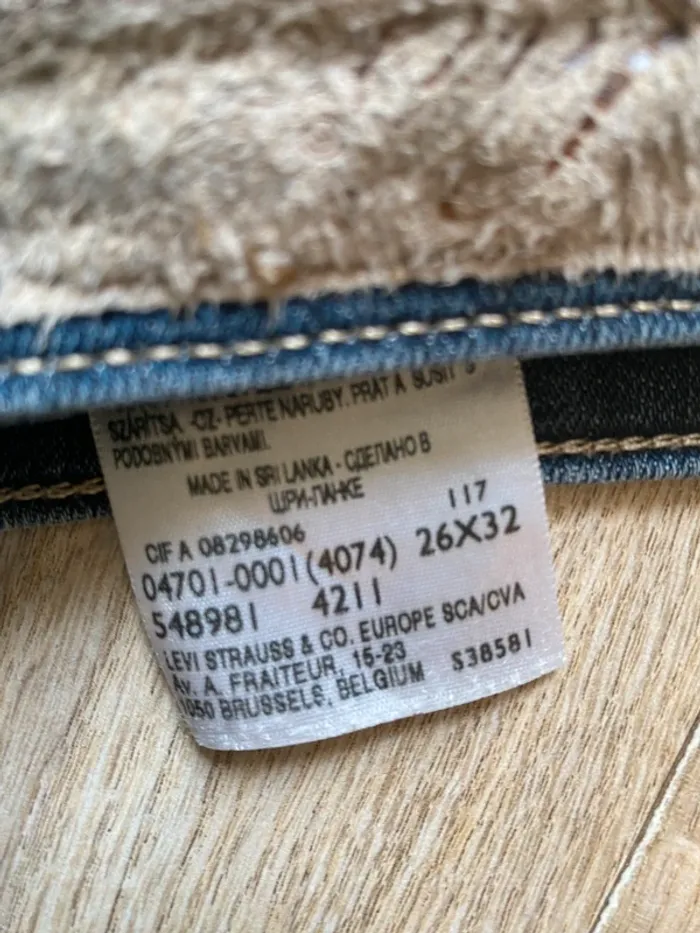 SZÁRÍTSA. -CZ- PERTE NARUBY. PRÁT A SUŠIT S
PODOBNÝMI BARVAMI.
MADE IN SRI LANKA - СДЕЛАНО В
ШРИ-ЛАНКЕ
117
CIF A 08298606
04701-0001 (4074) 26X32
548981 4211
LEVI STRAUSS & CO. EUROPE SCA/CVA
AV. A. FRAITEUR, 15-23
1050 BRUSSELS, BELGIUM S38581